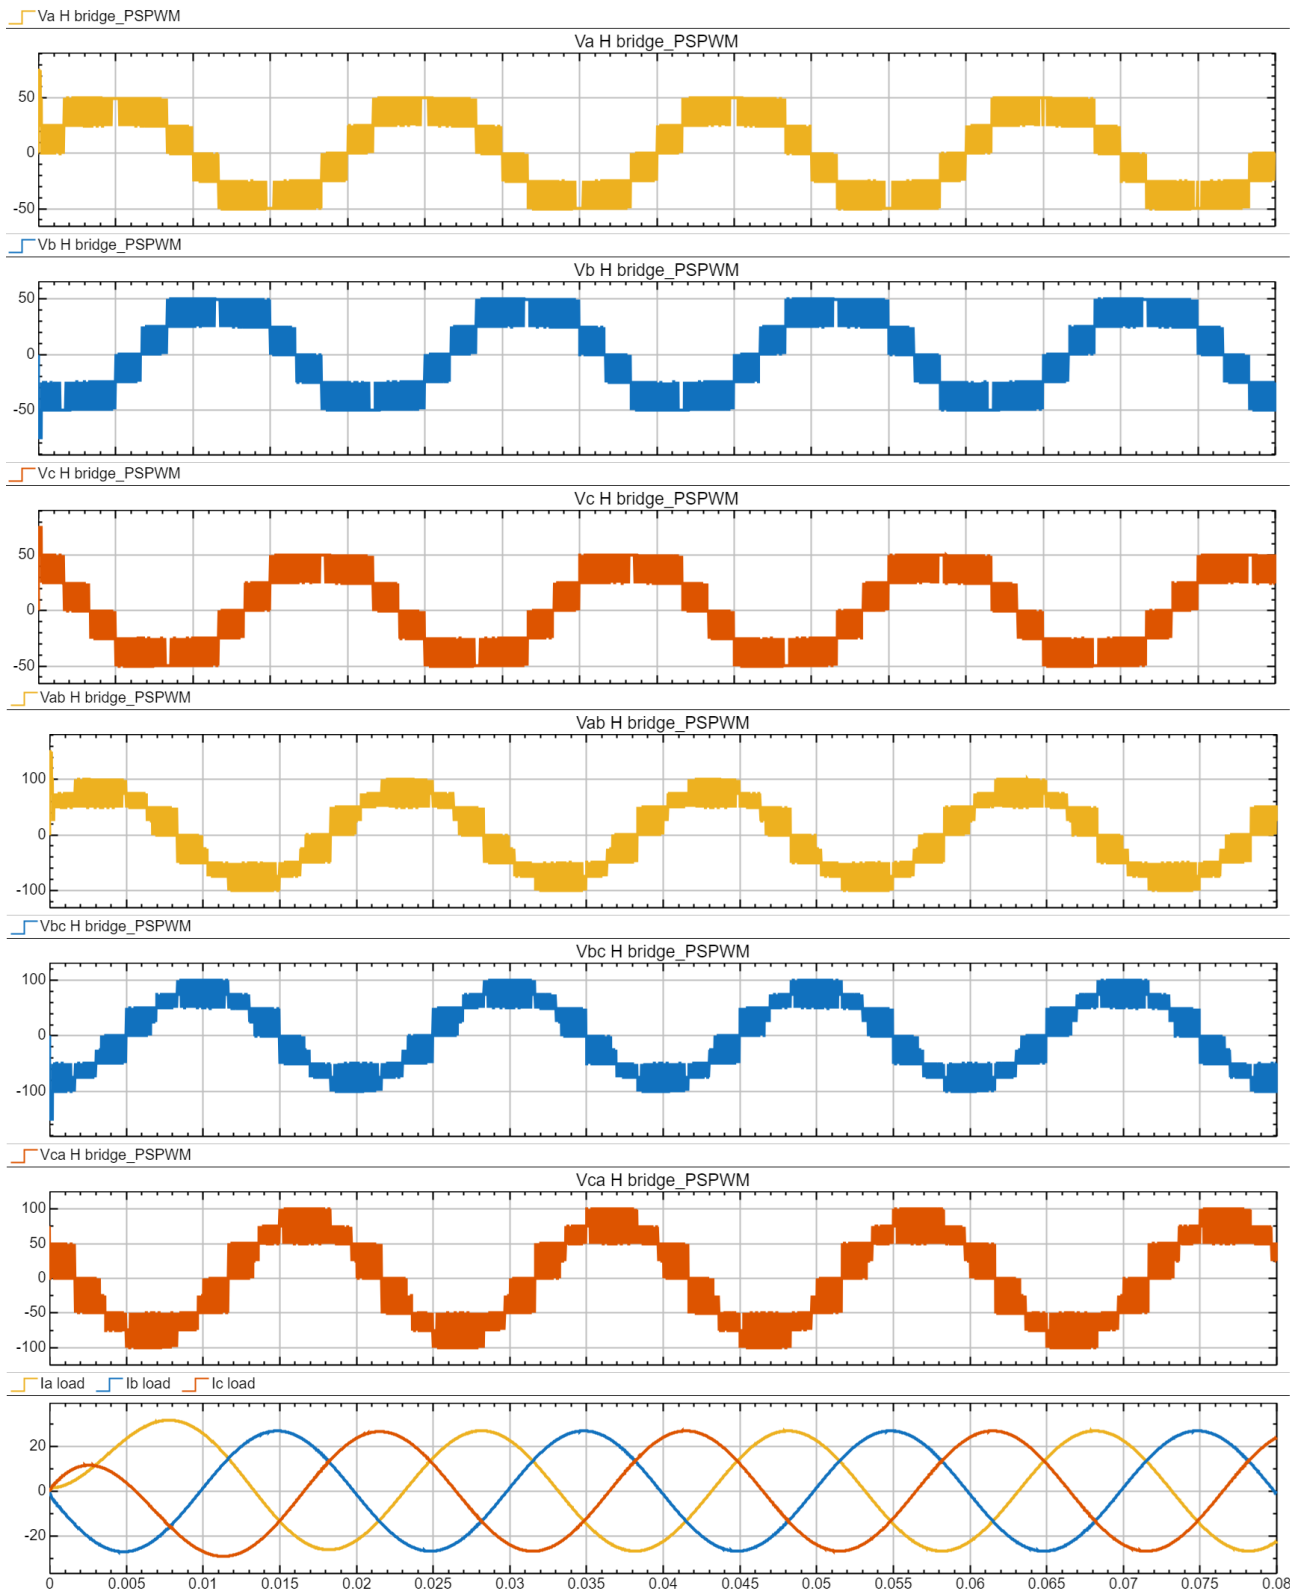 Va H bridge_PSPWM
Va H bridge_PSPWM
50
0
-50
Vb H bridge_PSPWM
Vb H bridge_PSPWM
50
0
-50
Vc H bridge_PSPWM
Vc H bridge_PSPWM
50
0
-50
Vab H bridge_PSPWM
Vab H bridge_PSPWM
100
0
-100
Vbc H bridge_PSPWM
Vbc H bridge_PSPWM
100
0
-100
Vca H bridge_PSPWM
Vca H bridge_PSPWM
100
50
0
-50
-100
Ia load Ib load Ic load
20
0
-20
0 0.005 0.01 0.015 0.02 0.025 0.03 0.035 0.04 0.045 0.05 0.055 0.06 0.065 0.07 0.075 0.08